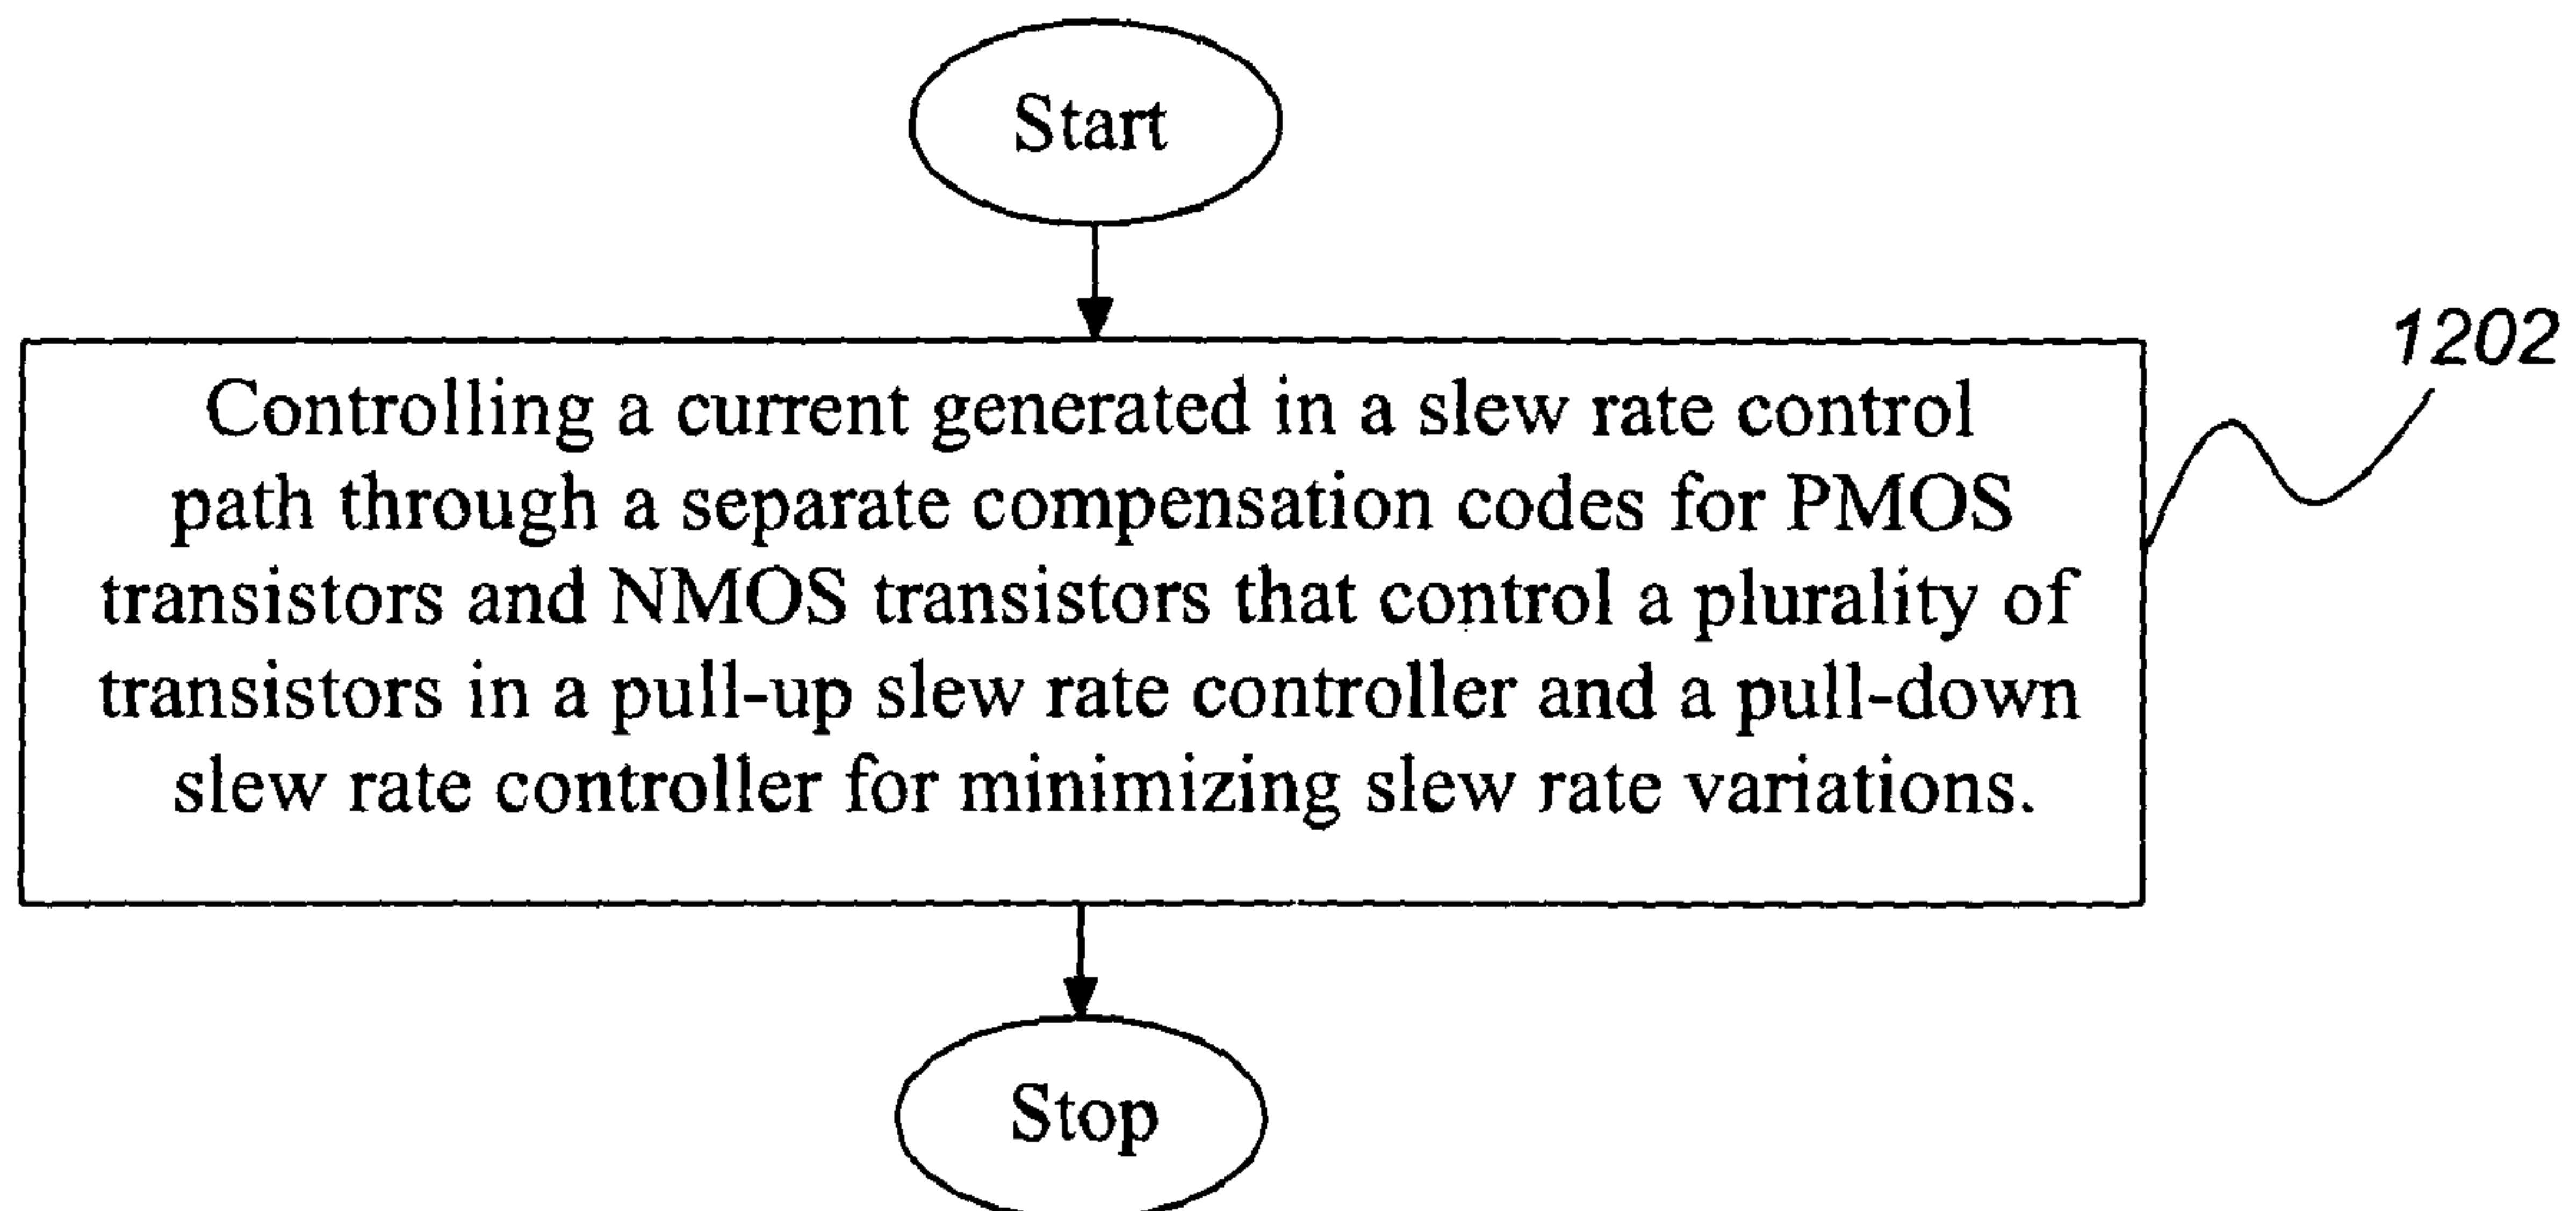 Start
1202
Controlling a current generated in a slew rate control
path through a separate compensation codes for PMOS
transistors and NMOS transistors that control a plurality of
transistors in a pull-up slew rate controller and a pull-down
slew rate controller for minimizing slew rate variations.
Stop